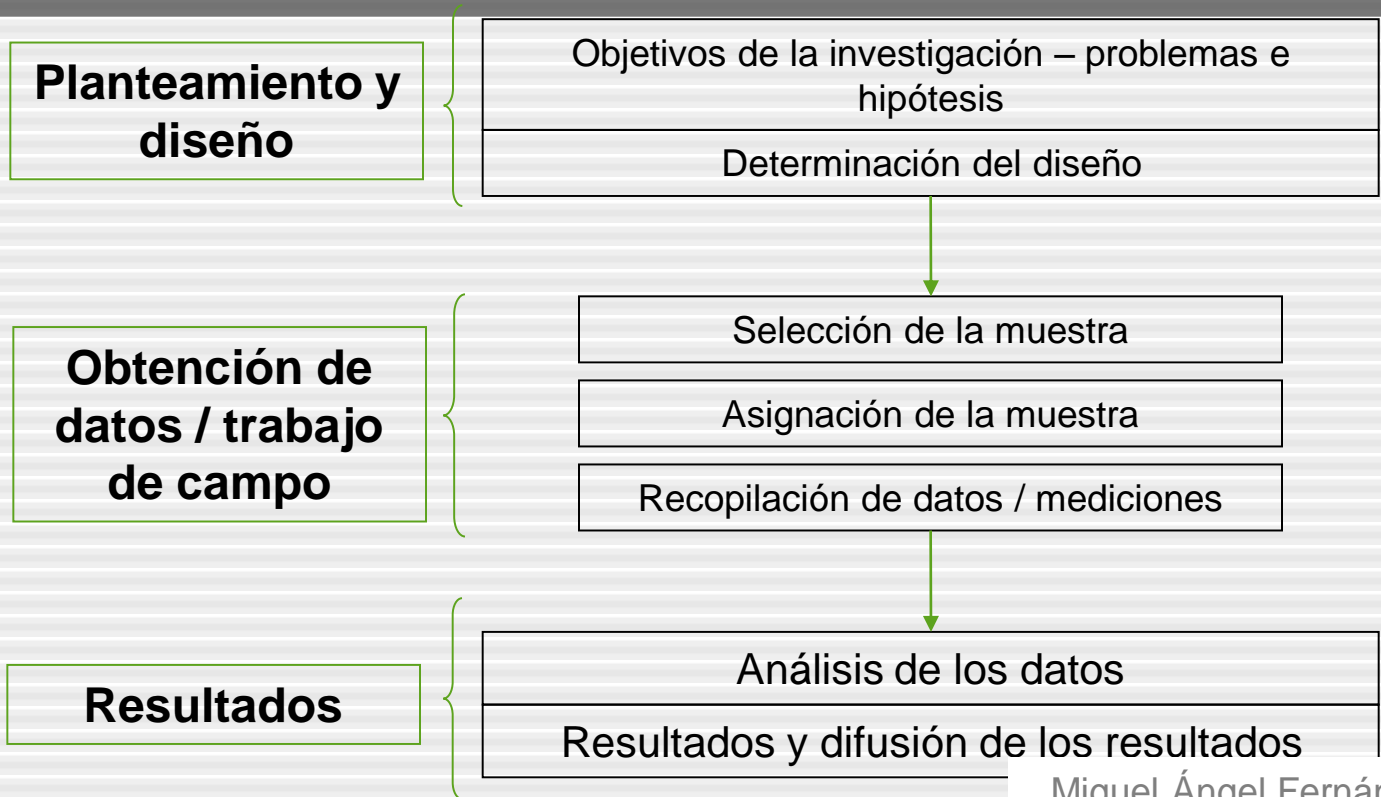 Planteamiento y
diseño
Objetivos de la investigación – problemas e
hipótesis
Determinación del diseño
Obtención de
datos / trabajo
de campo
Selección de la muestra
Asignación de la muestra
Recopilación de datos / mediciones
Resultados
Análisis de los datos
Resultados y difusión de los resultados
Miguel Ángel